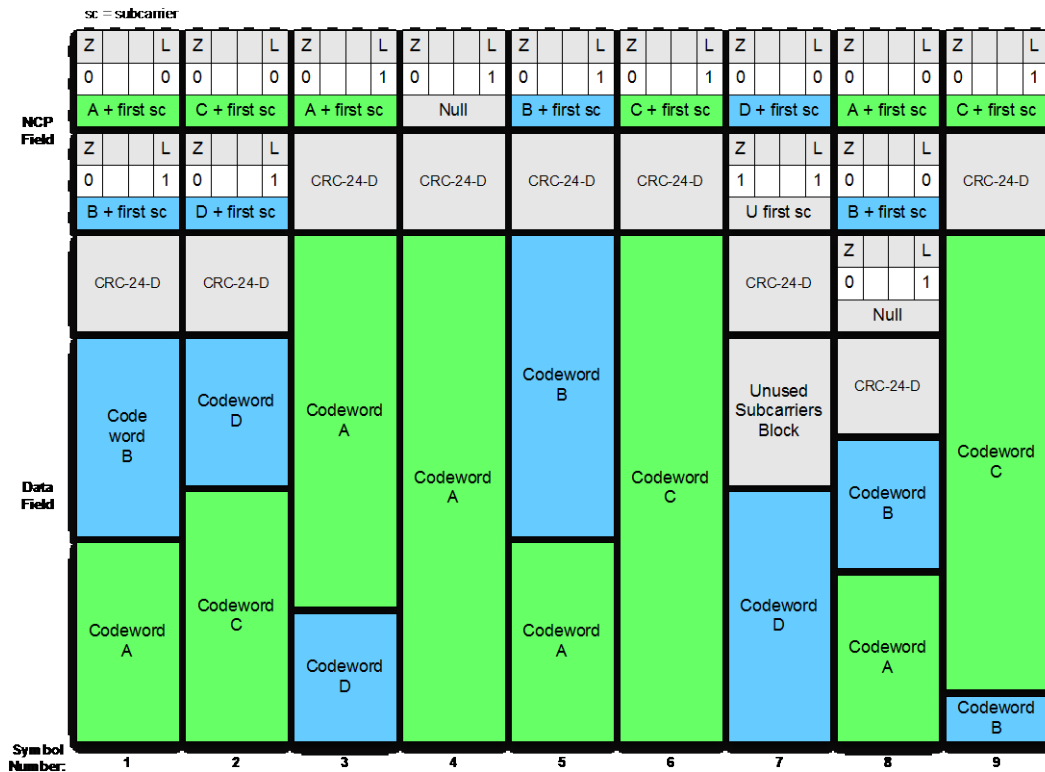 sc = subcarrier
Z L Z L Z L Z L Z L Z L Z L Z L Z L
0 0 0 0 0 1 0 1 0 1 0 1 0 0 0 0 0 1
A + first sc C + first sc A + first sc Null B + first sc C + first sc D + first sc A + first sc C + first sc
NCP
Field
Z L Z L CRC-24-D CRC-24-D CRC-24-D CRC-24-D Z L Z L CRC-24-D
0 1 0 1 1 1 0 0
B + first sc D + first sc U first sc B + first sc
CRC-24-D CRC-24-D CRC-24-D Z L
0 1
Null
Code
word
B
Codeword
D
Codeword
A
Codeword
A
Codeword
B
Codeword
C
Unused
Subcarriers
Block
CRC-24-D
Codeword
B
Codeword
C
Data
Field
Codeword
A
Codeword
C
Codeword
D
Codeword
A
Codeword
D
Codeword
A
Codeword
B
Symbol
Number:
1 2 3 4 5 6 7 8 9